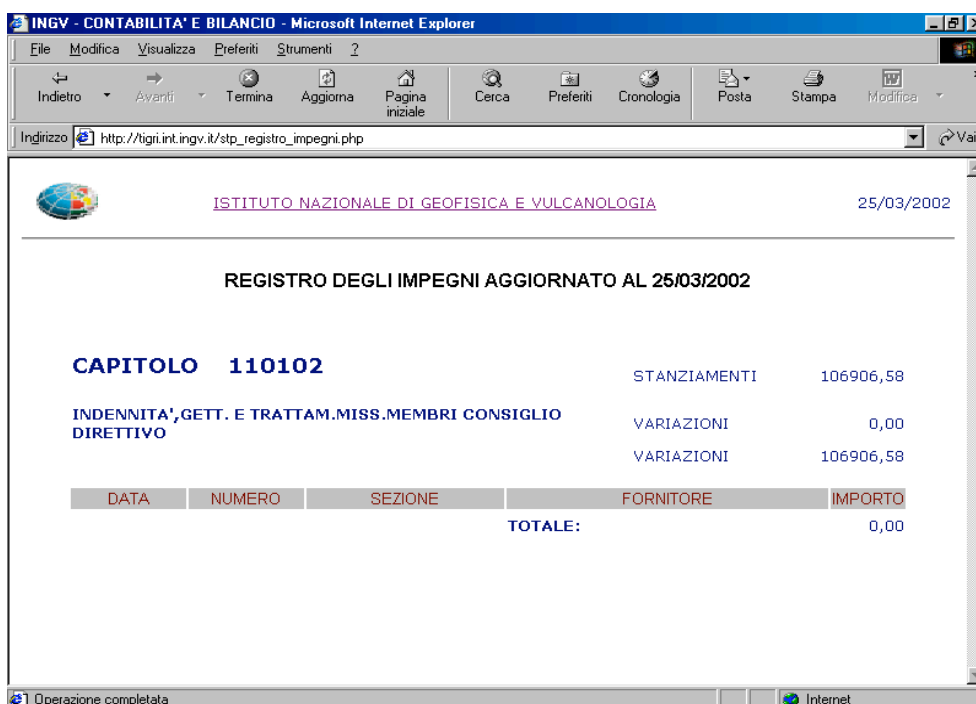 INGV - CONTABILITA' E BILANCIO - Microsoft Internet Explorer
File Modifica Visualizza Preferiti Strumenti ?
Indietro Avanti Termina Aggiorna Pagina iniziale Cerca Preferiti Cronologia Posta Stampa Modifica
Indirizzo http://tigri.int.ingv.it/stp_registro_impegni.php Vai
ISTITUTO NAZIONALE DI GEOFISICA E VULCANOLOGIA 25/03/2002
REGISTRO DEGLI IMPEGNI AGGIORNATO AL 25/03/2002
CAPITOLO 110102
STANZIAMENTI 106906,58
INDENNITA',GETT. E TRATTAM.MISS.MEMBRI CONSIGLIO
DIRETTIVO
VARIAZIONI 0,00
VARIAZIONI 106906,58
DATA NUMERO SEZIONE FORNITORE IMPORTO
TOTALE: 0,00
Operazione completata Internet